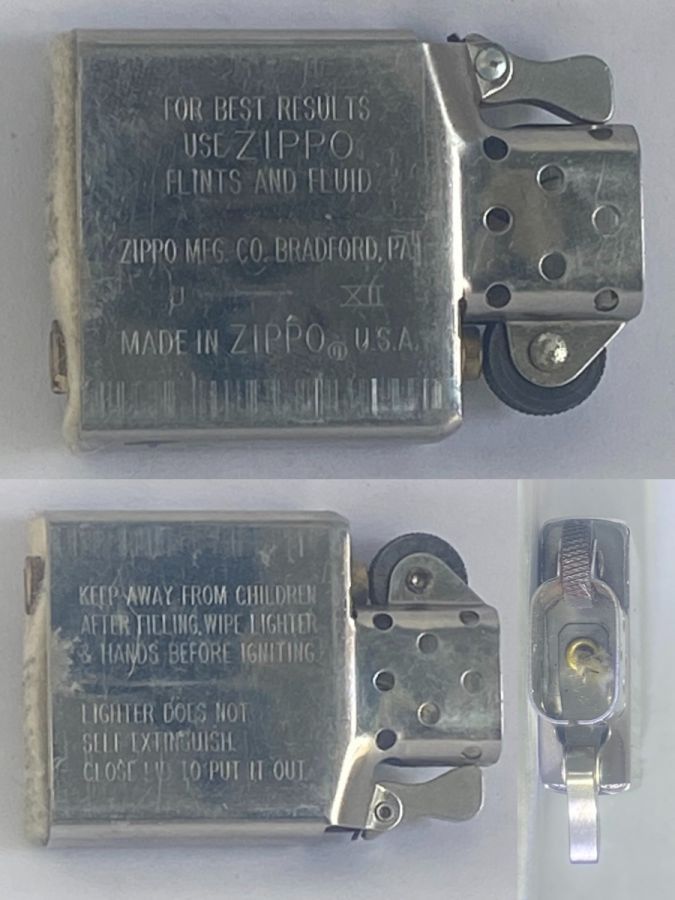 FOR BEST RESULTS
USE ZIPPO
FLINTS AND FLUID
ZIPPO MFG. CO. BRADFORD, PA
XII
MADE IN ZIPPO ® U.S.A.
KEEP AWAY FROM CHILDREN
AFTER FILLING, WIPE LIGHTER
& HANDS BEFORE IGNITING
LIGHTER DOES NOT
SELF EXTINGUISH.
CLOSE LID TO PUT IT OUT.